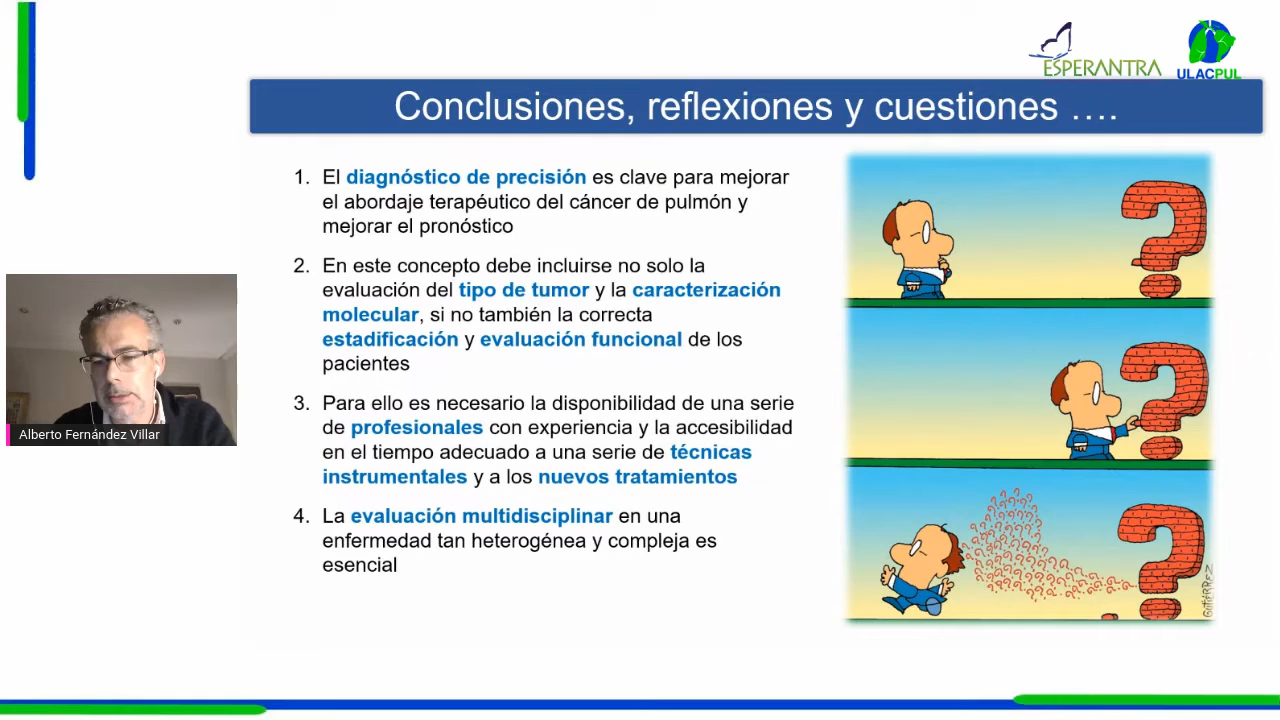 ESPERANTRA
ULACPUL
Conclusiones, reflexiones y cuestiones ....
1. El diagnóstico de precisión es clave para mejorar
el abordaje terapéutico del cáncer de pulmón y
mejorar el pronóstico
2. En este concepto debe incluirse no solo la
evaluación del tipo de tumor y la caracterización
molecular, si no también la correcta
estadificación y evaluación funcional de los
pacientes
3. Para ello es necesario la disponibilidad de una serie
de profesionales con experiencia y la accesibilidad
en el tiempo adecuado a una serie de técnicas
instrumentales y a los nuevos tratamientos
4. La evaluación multidisciplinar en una
enfermedad tan heterogénea y compleja es
esencial
Alberto Fernández Villar
GUTIERREZ